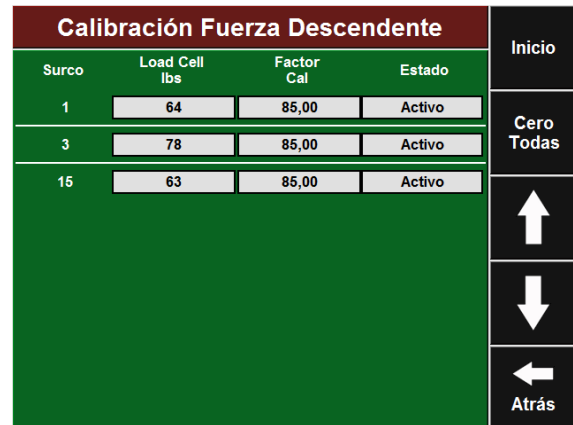 Calibración Fuerza Descendente
Inicio
Surco
Load Cell
lbs
Factor
Cal
Estado
1 64 85,00 Activo
Cero
Todas
3 78 85,00 Activo
15 63 85,00 Activo
Atrás